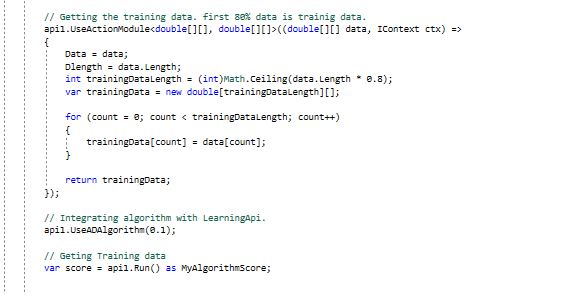 // Getting the training data. first 80% data is trainig data.
api1.UseActionModule<double[][], double[][]>((double[][] data, IContext ctx) =>
{
Data = data;
Dlength = data.Length;
int trainingDataLength = (int)Math.Ceiling(data.Length * 0.8);
var trainingData = new double[trainingDataLength][];
for (count = 0; count < trainingDataLength; count++)
{
trainingData[count] = data[count];
}
return trainingData;
});
// Integrating algorithm with LearningApi.
api1.UseADAlgorithm(0.1);
// Geting Training data
var score = api1.Run() as MyAlgorithmScore;